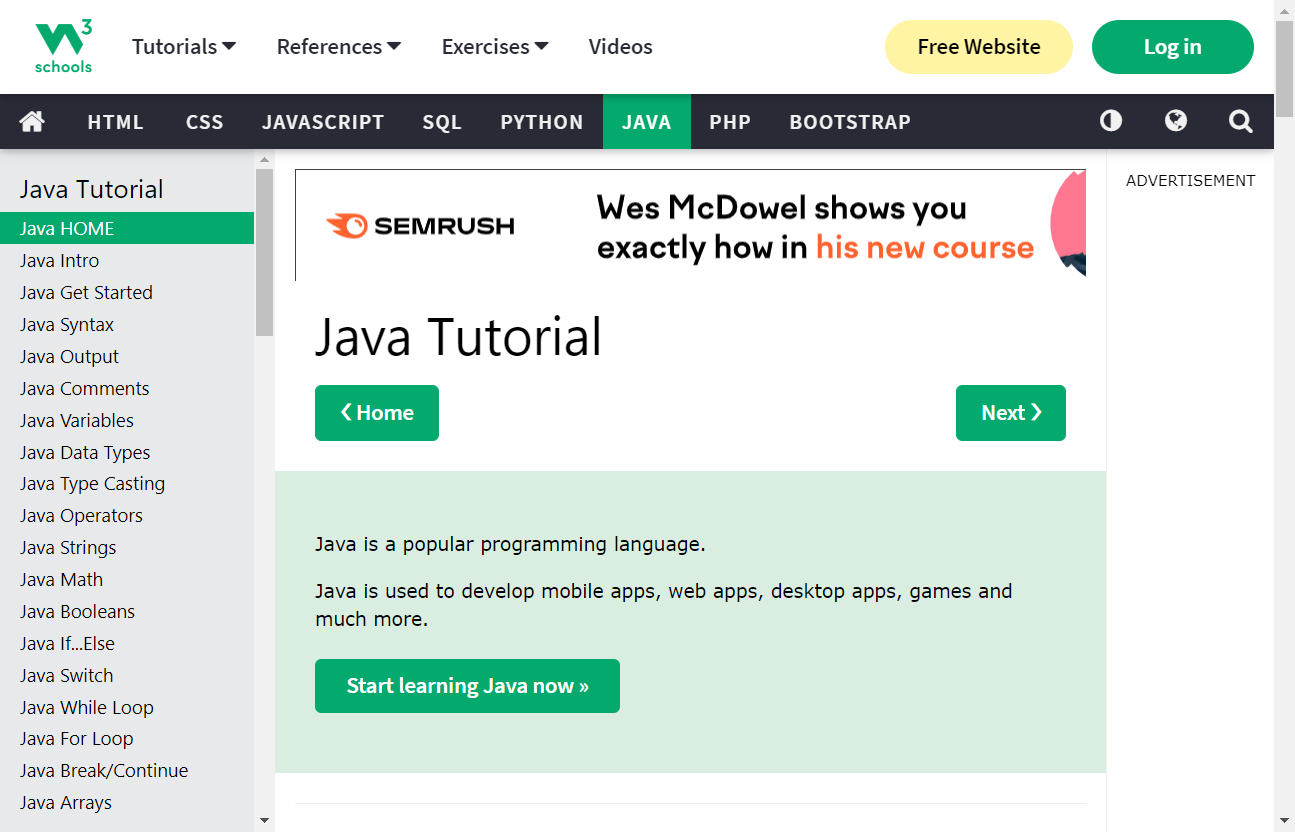 3
schools
Tutorials References Exercises Videos
Free Website
Log in
HTML CSS JAVASCRIPT SQL PYTHON JAVA PHP BOOTSTRAP
Java Tutorial
Java HOME
Java Intro
Java Get Started
Java Syntax
Java Output
Java Comments
Java Variables
Java Data Types
Java Type Casting
Java Operators
Java Strings
Java Math
Java Booleans
Java If...Else
Java Switch
Java While Loop
Java For Loop
Java Break/Continue
Java Arrays
SEMRUSH
Wes McDowel shows you
exactly how in his new course
ADVERTISEMENT
Java Tutorial
❮ Home
Next ❯
Java is a popular programming language.
Java is used to develop mobile apps, web apps, desktop apps, games and
much more.
Start learning Java now »